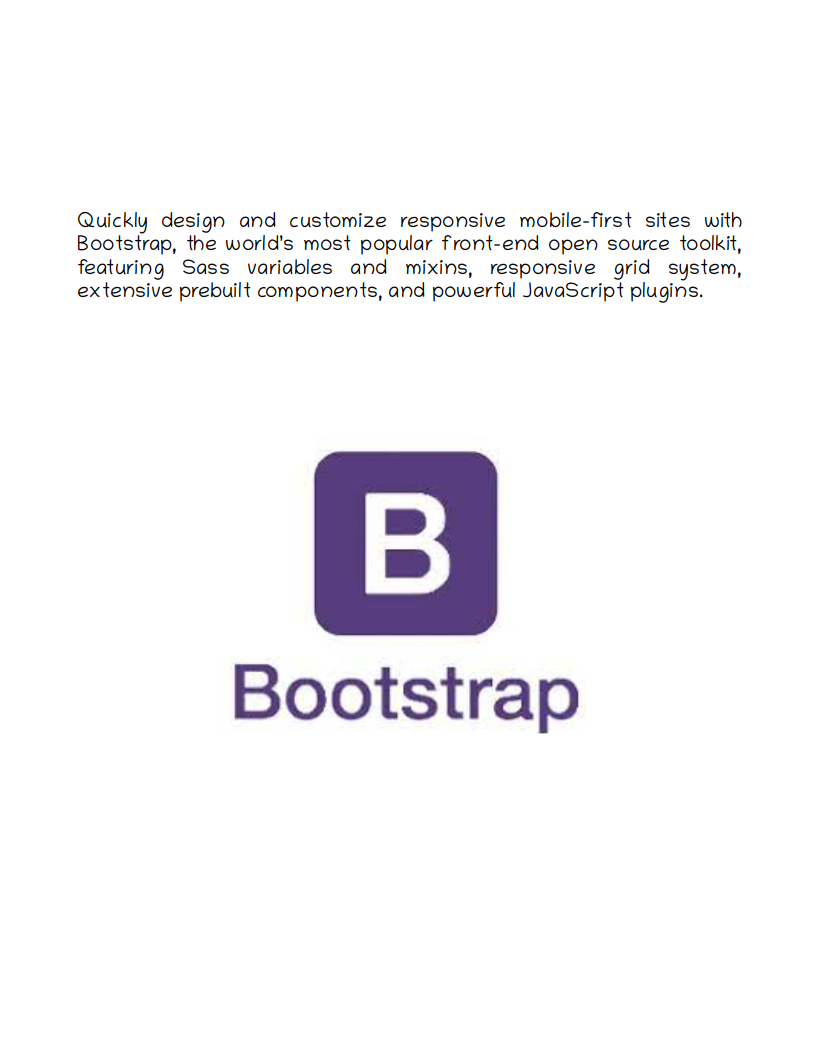 Quickly design and customize responsive mobile-first sites with
Bootstrap, the world's most popular front-end open source toolkit,
featuring Sass variables and mixins, responsive grid system,
extensive prebuilt components, and powerful JavaScript plugins.
B
Bootstrap